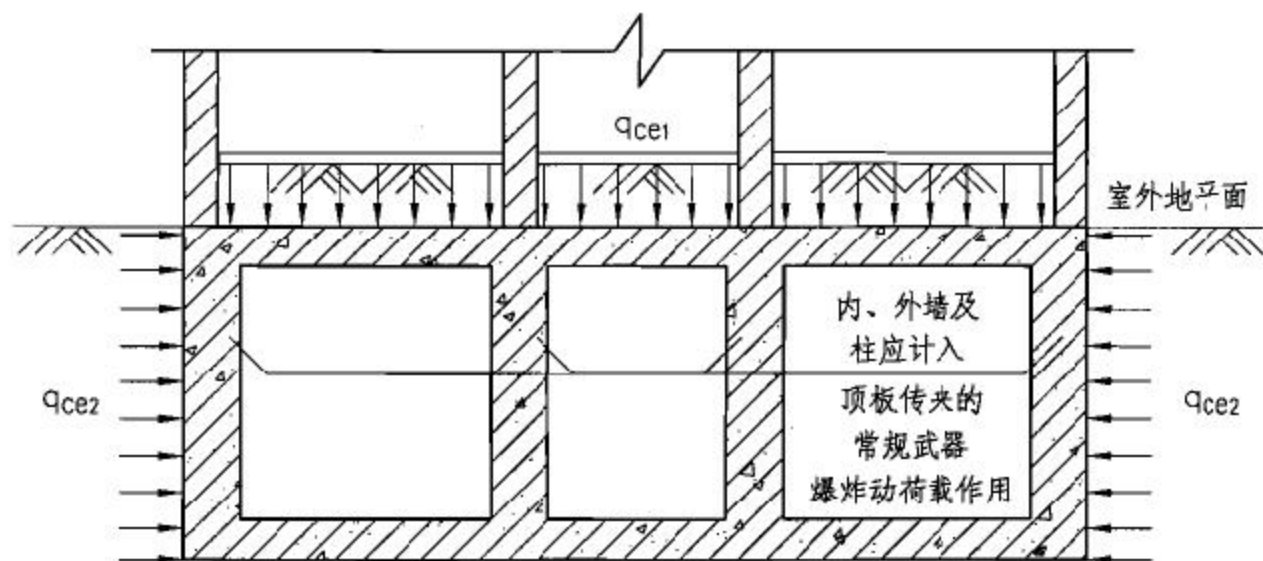 qce1
室外地平面
内、外墙及
柱应计入
顶板传来的
常规武器
爆炸动荷载作用
qce2
qce2